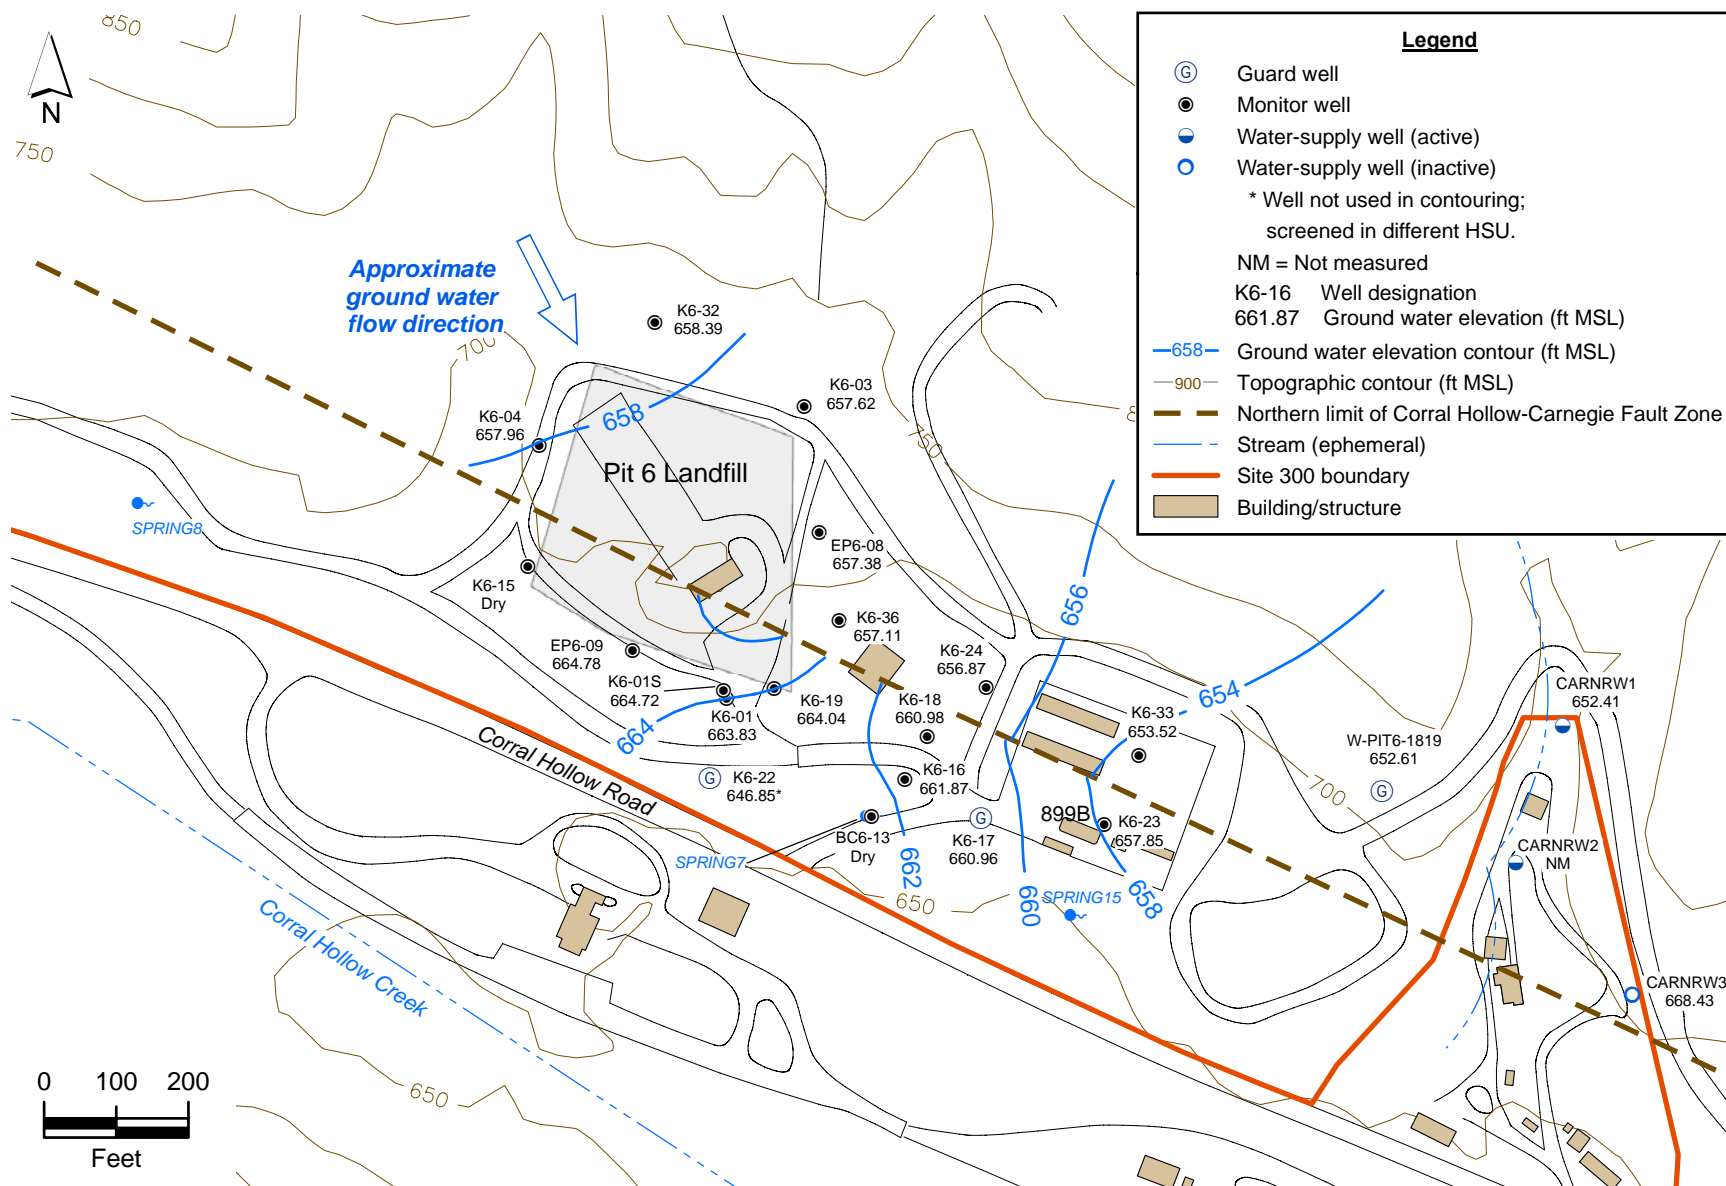 850
750
N
Approximate
ground water
flow direction
700
K6-32
658.39
K6-03
657.62
K6-04
657.96
658
750
Pit 6 Landfill
SPRING8
EP6-08
657.38
K6-15
Dry
K6-36
657.11
EP6-09
664.78
K6-24
656.87
656
K6-01S
664.72
K6-01
663.83
K6-19
664.04
K6-18
660.98
654
K6-33
653.52
CARNRW1
652.41
664
Corral Hollow Road
K6-22
646.85*
K6-16
661.87
W-PIT6-1819
652.61
700
G
G
G
BC6-13
Dry
K6-17
660.96
899B
K6-23
657.85
CARNRW2
NM
SPRING7
662
650
660
SPRING15
658
Corral Hollow Creek
CARNRW3
668.43
650
0 100 200
Feet
Legend
G Guard well
Monitor well
Water-supply well (active)
Water-supply well (inactive)
* Well not used in contouring;
screened in different HSU.
NM = Not measured
K6-16 Well designation
661.87 Ground water elevation (ft MSL)
658 Ground water elevation contour (ft MSL)
900 Topographic contour (ft MSL)
Northern limit of Corral Hollow-Carnegie Fault Zone
Stream (ephemeral)
Site 300 boundary
Building/structure